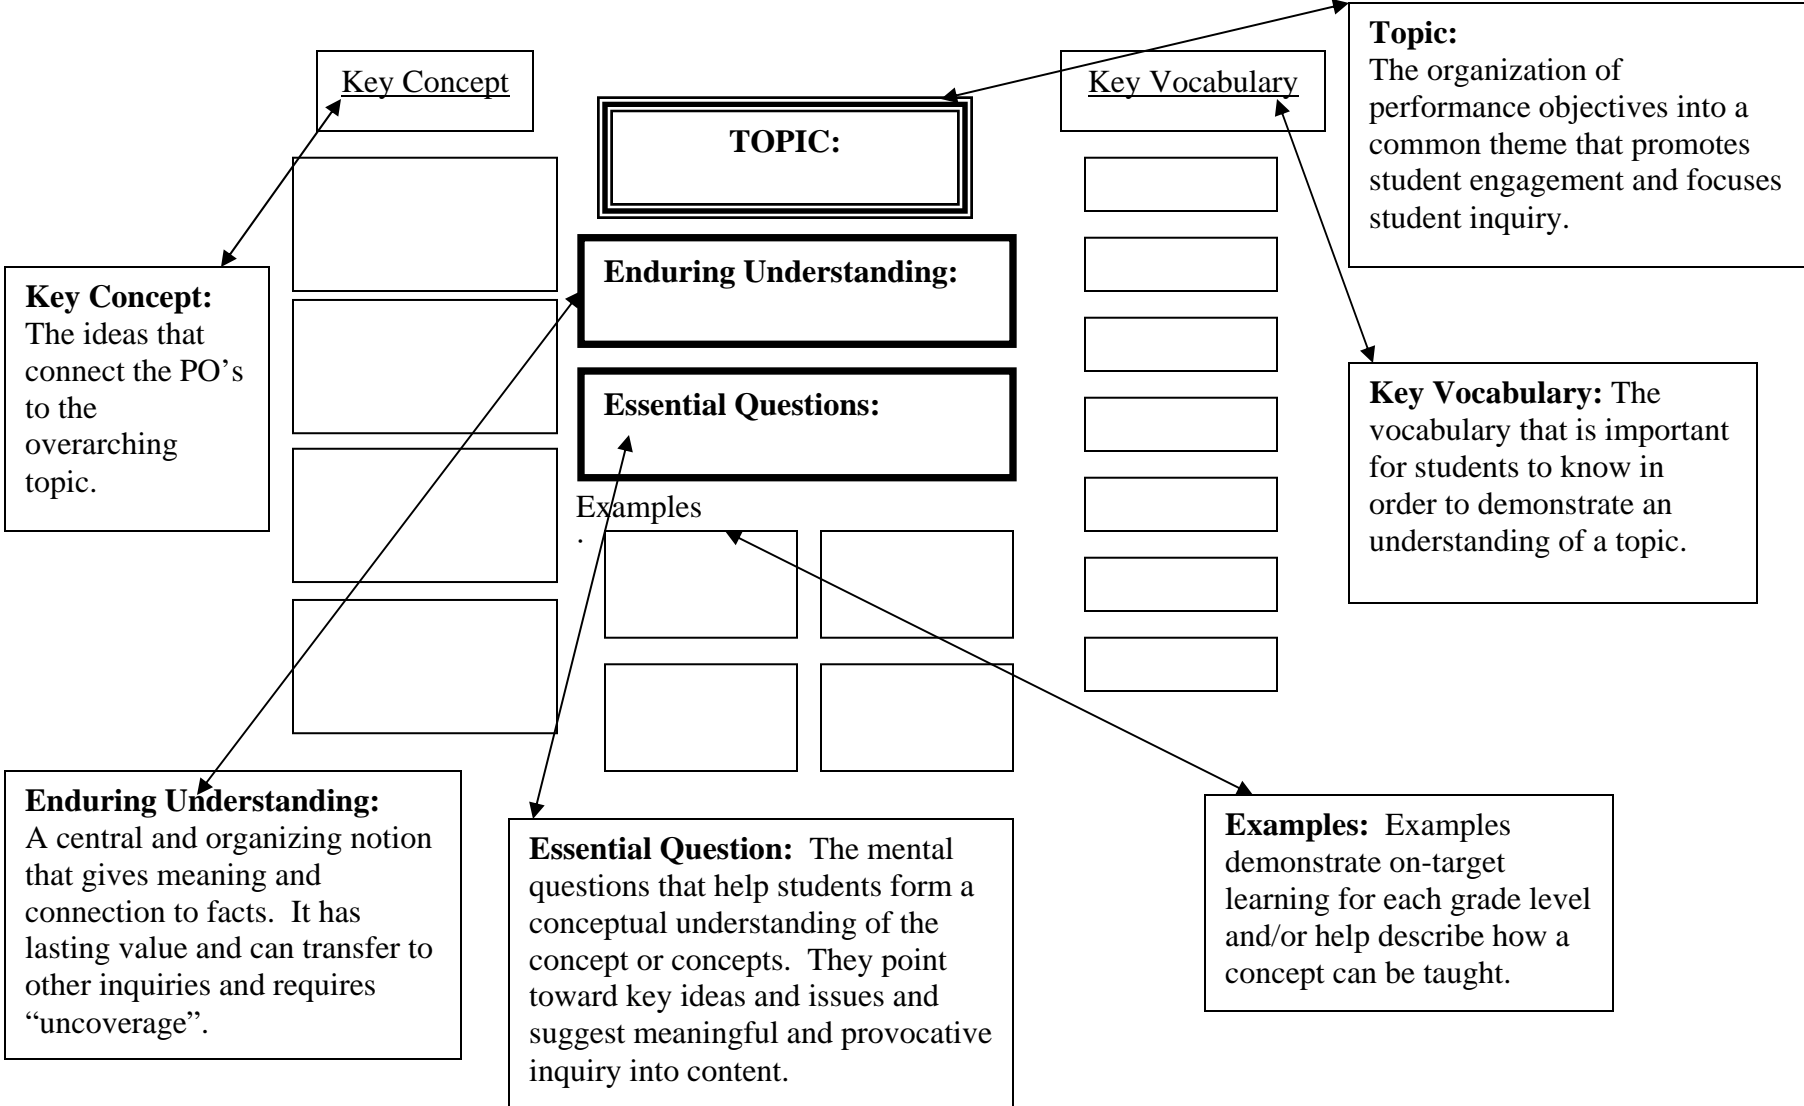 Key Concept
TOPIC:
Key Vocabulary
Topic:
The organization of
performance objectives into a
common theme that promotes
student engagement and focuses
student inquiry.
Key Concept:
The ideas that
connect the PO’s
to the
overarching
topic.
Enduring Understanding:
Essential Questions:
Examples
.
Key Vocabulary: The
vocabulary that is important
for students to know in
order to demonstrate an
understanding of a topic.
Enduring Understanding:
A central and organizing notion
that gives meaning and
connection to facts.  It has
lasting value and can transfer to
other inquiries and requires
“uncoverage”.
Essential Question:  The mental
questions that help students form a
conceptual understanding of the
concept or concepts.  They point
toward key ideas and issues and
suggest meaningful and provocative
inquiry into content.
Examples:  Examples
demonstrate on-target
learning for each grade level
and/or help describe how a
concept can be taught.